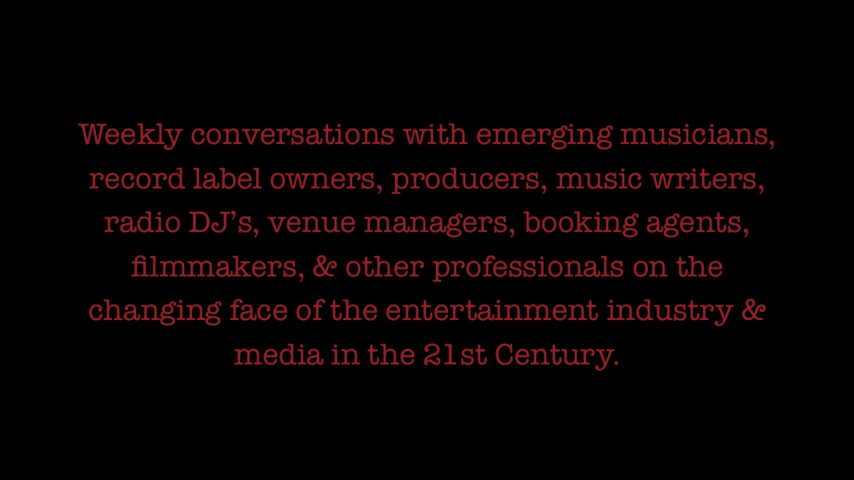 Weekly conversations with emerging musicians,
record label owners, producers, music writers,
radio DJ’s, venue managers, booking agents,
filmmakers, & other professionals on the
changing face of the entertainment industry &
media in the 21st Century.